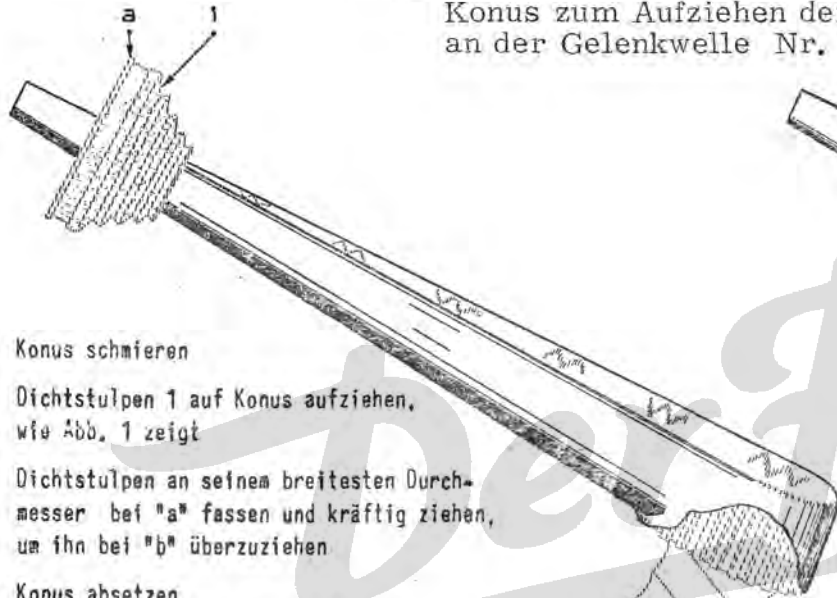 Konus zum Aufziehen de
an der Gelenkwelle Nr.
a 1
Konus schmieren
Dichtstulpen 1 auf Konus aufziehen,
wie Abb. 1 zeigt
Dichtstulpen an seinem breitesten Durch-
messer bei "a" fassen und kräftig ziehen,
um ihn bei "b" überzuziehen
Konus absetzen